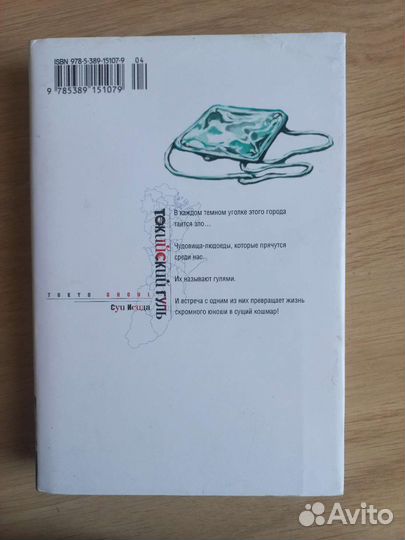 ISBN 978-5-389-15107-9
04
9 785389 151079
В каждом темном уголке этого города
таится зло...
Чудовища-людоеды, которые прячутся
среди нас..
Их называют гулями.
И встреча с одним из них превращает жизнь
скромного юноши в сущий кошмар!
ТОКИЙСКИЙ ГУЛЬ
TOKYO GHOUL
Суи Исида
Avito